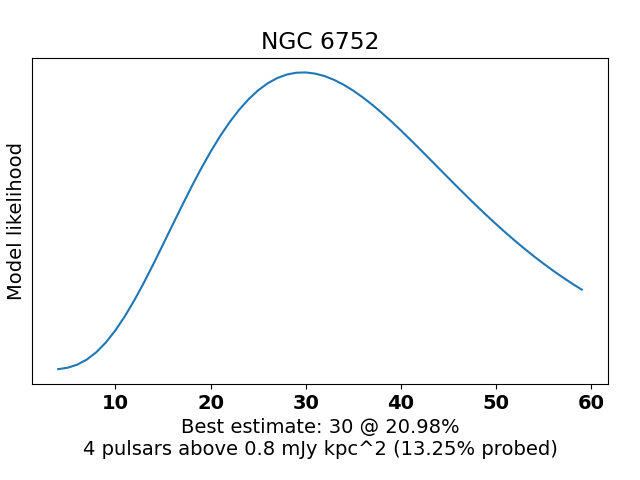 NGC 6752
Model likelihood
10 20 30 40 50 60
Best estimate: 30 @ 20.98%
4 pulsars above 0.8 mJy kpc^2 (13.25% probed)